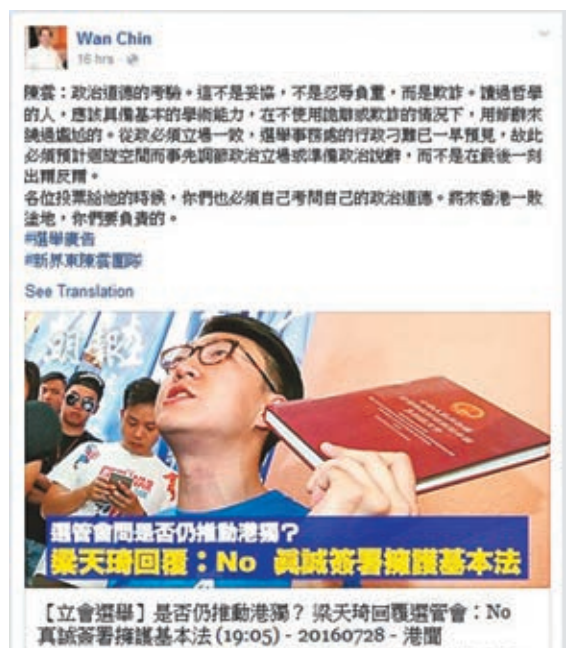 Wan Chin
16 hrs ·
陳雲：政治道德的考驗。這不是妥協，不是忍辱負重，而是欺詐。讀過哲學
的人，應該具備基本的學術能力，在不使用詭辯或欺詐的情況下，用修辭來
繞過尷尬的。從政必須立場一致，選舉事務處的行政刁難已一早預見，故此
必須預計迴旋空間而事先調節政治立場或準備政治說辭，而不是在最後一刻
出爾反爾。
各位投票給他的時候，你們也必須自己考問自己的政治道德。將來香港一敗
塗地，你們要負責的。
#選舉廣告
#新界東陳雲團隊
See Translation
選管會問是否仍推動港獨？
梁天琦回覆：No 真誠簽署擁護基本法
【立會選舉】是否仍推動港獨？ 梁天琦回覆選管會：No
真誠簽署擁護基本法 (19:05) - 20160728 - 港聞